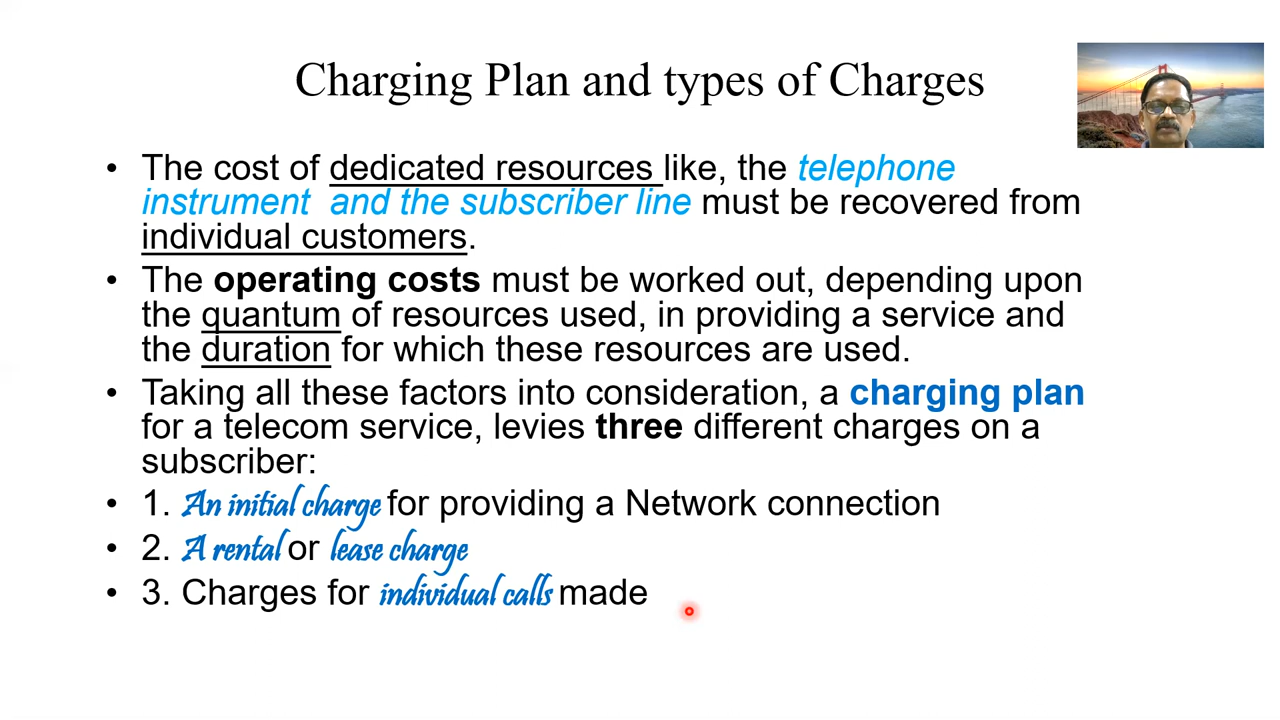 Charging Plan and types of Charges
• The cost of dedicated resources like, the telephone
instrument and the subscriber line must be recovered from
individual customers.
• The operating costs must be worked out, depending upon
the quantum of resources used, in providing a service and
the duration for which these resources are used.
• Taking all these factors into consideration, a charging plan
for a telecom service, levies three different charges on a
subscriber:
• 1. An initial charge for providing a Network connection
• 2. A rental or lease charge
• 3. Charges for individual calls made